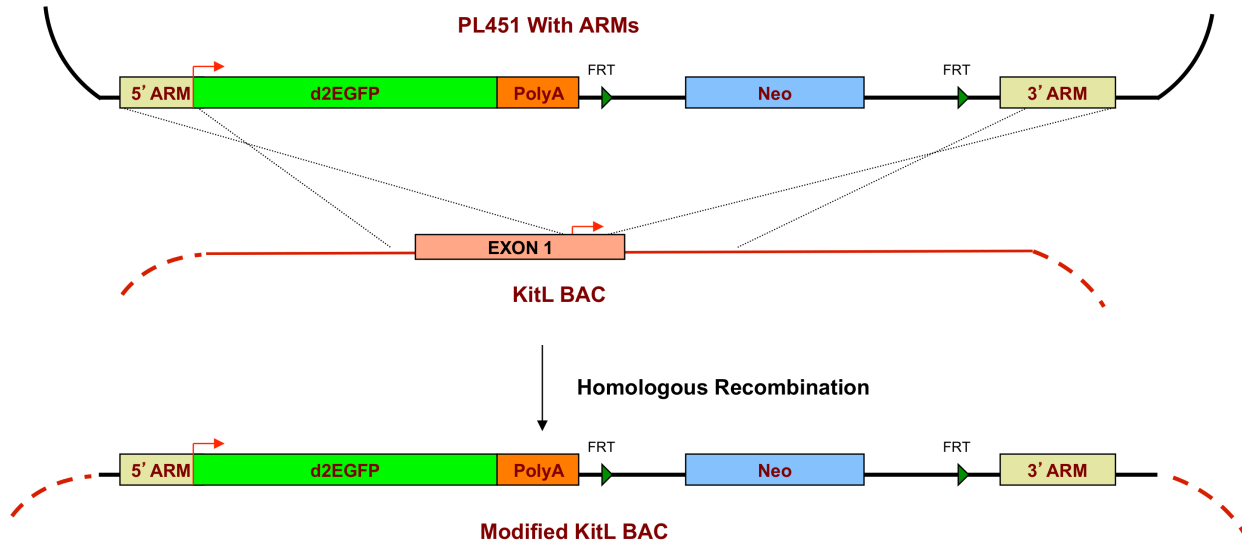 PL451 With ARMs
FRT FRT
5' ARM d2EGFP PolyA Neo 3' ARM
EXON 1
KitL BAC
Homologous Recombination
FRT FRT
5' ARM d2EGFP PolyA Neo 3' ARM
Modified KitL BAC